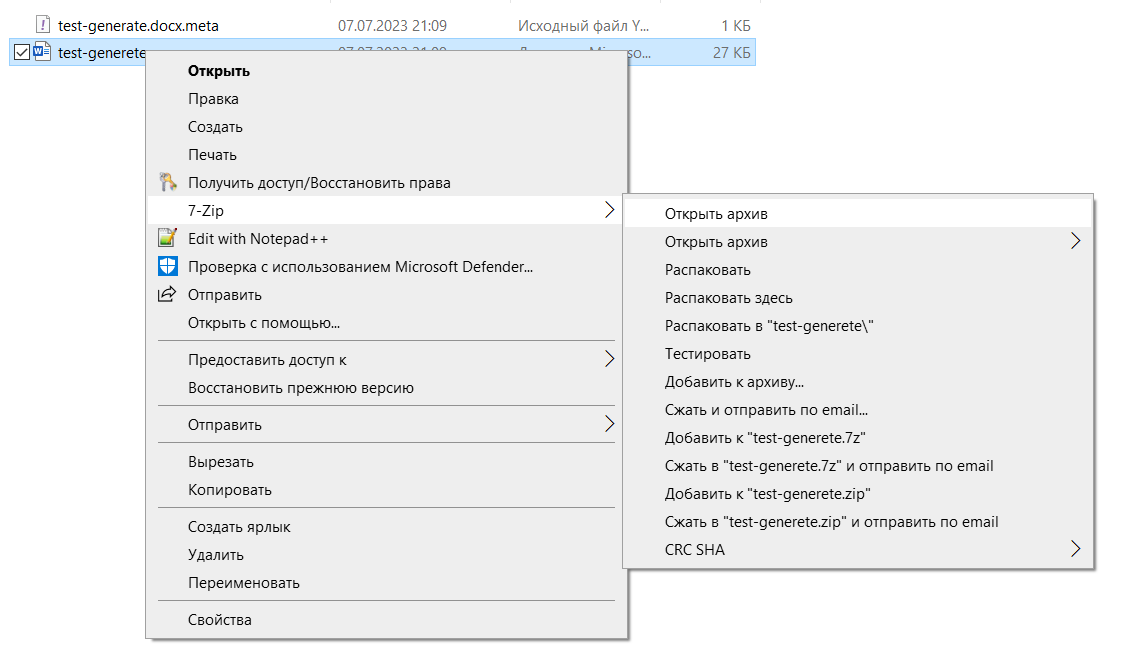 test-generate.docx.meta 07.07.2023 21:09 Исходный файл Y... 1 КБ
test-generete 27 КБ
Открыть
Правка
Создать
Печать
Получить доступ/Восстановить права
7-Zip
Edit with Notepad++
Проверка с использованием Microsoft Defender...
Отправить
Открыть с помощью...
Предоставить доступ к
Восстановить прежнюю версию
Отправить
Вырезать
Копировать
Создать ярлык
Удалить
Переименовать
Свойства
Открыть архив
Открыть архив
Распаковать
Распаковать здесь
Распаковать в "test-generete\"
Тестировать
Добавить к архиву...
Сжать и отправить по email...
Добавить к "test-generete.7z"
Сжать в "test-generete.7z" и отправить по email
Добавить к "test-generete.zip"
Сжать в "test-generete.zip" и отправить по email
CRC SHA